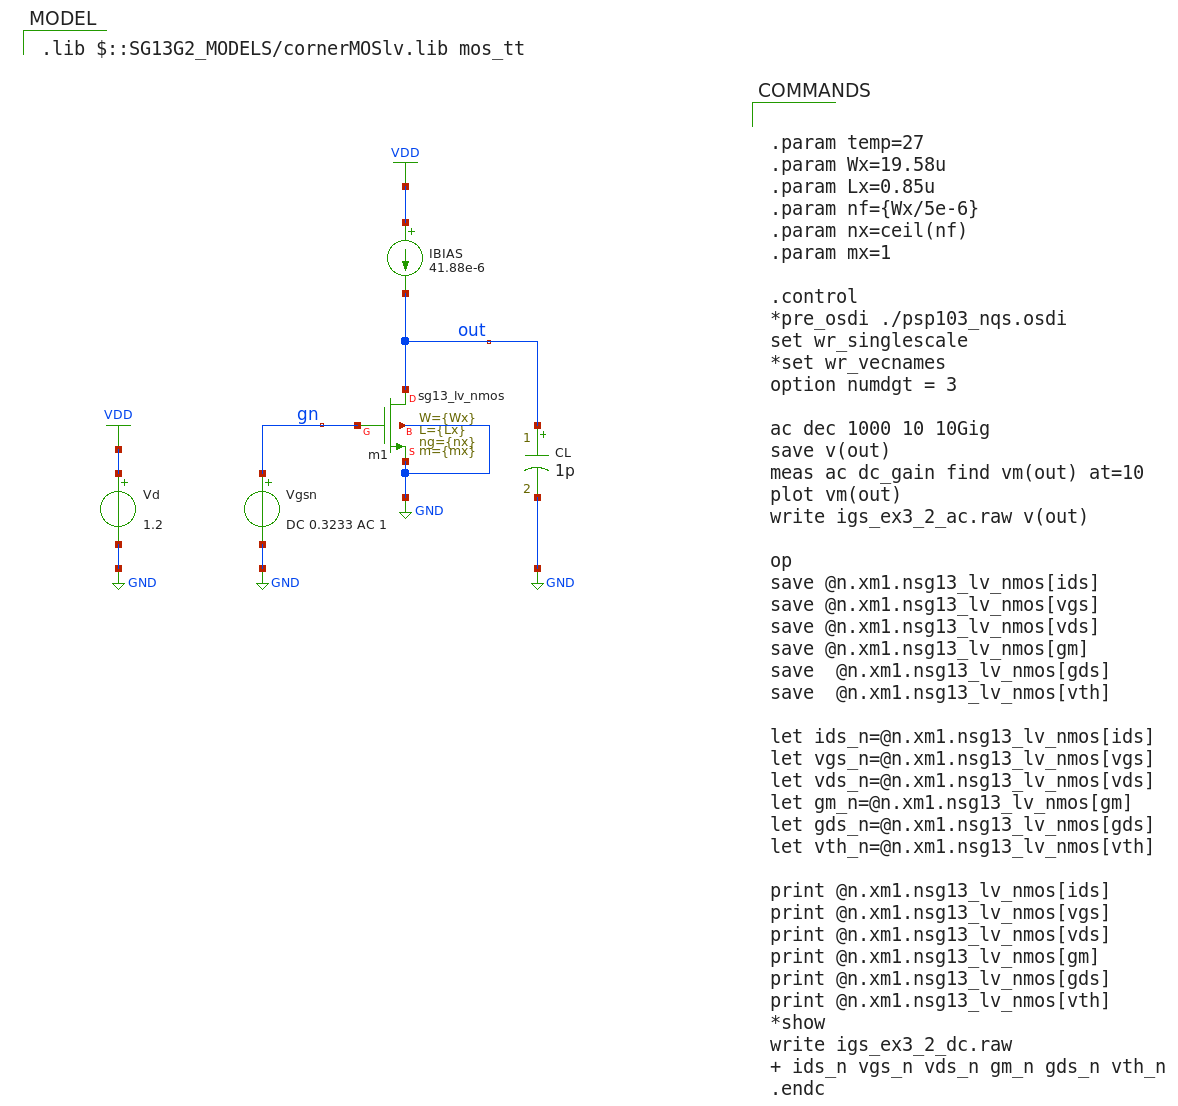 MODEL
.lib $::SG13G2_MODELS/cornerMOSlv.lib mos_tt
VDD
+
IBIAS
41.88e-6
out
D
sg13_lv_nmos
gn
G
W={Wx}
L={Lx}
B
ng={nx}
S
m={mx}
m1
GND
1
+
CL
1p
2
GND
VDD
+
Vd
1.2
GND
+
Vgsn
DC 0.3233 AC 1
GND
COMMANDS
.param temp=27
.param Wx=19.58u
.param Lx=0.85u
.param nf={Wx/5e-6}
.param nx=ceil(nf)
.param mx=1
.control
*pre_osdi ./psp103_nqs.osdi
set wr_singlescale
*set wr_vecnames
option numdgt = 3
ac dec 1000 10 10Gig
save v(out)
meas ac dc_gain find vm(out) at=10
plot vm(out)
write igs_ex3_2_ac.raw v(out)
op
save @n.xm1.nsg13_lv_nmos[ids]
save @n.xm1.nsg13_lv_nmos[vgs]
save @n.xm1.nsg13_lv_nmos[vds]
save @n.xm1.nsg13_lv_nmos[gm]
save  @n.xm1.nsg13_lv_nmos[gds]
save  @n.xm1.nsg13_lv_nmos[vth]
let ids_n=@n.xm1.nsg13_lv_nmos[ids]
let vgs_n=@n.xm1.nsg13_lv_nmos[vgs]
let vds_n=@n.xm1.nsg13_lv_nmos[vds]
let gm_n=@n.xm1.nsg13_lv_nmos[gm]
let gds_n=@n.xm1.nsg13_lv_nmos[gds]
let vth_n=@n.xm1.nsg13_lv_nmos[vth]
print @n.xm1.nsg13_lv_nmos[ids]
print @n.xm1.nsg13_lv_nmos[vgs]
print @n.xm1.nsg13_lv_nmos[vds]
print @n.xm1.nsg13_lv_nmos[gm]
print @n.xm1.nsg13_lv_nmos[gds]
print @n.xm1.nsg13_lv_nmos[vth]
*show
write igs_ex3_2_dc.raw
+ ids_n vgs_n vds_n gm_n gds_n vth_n
.endc